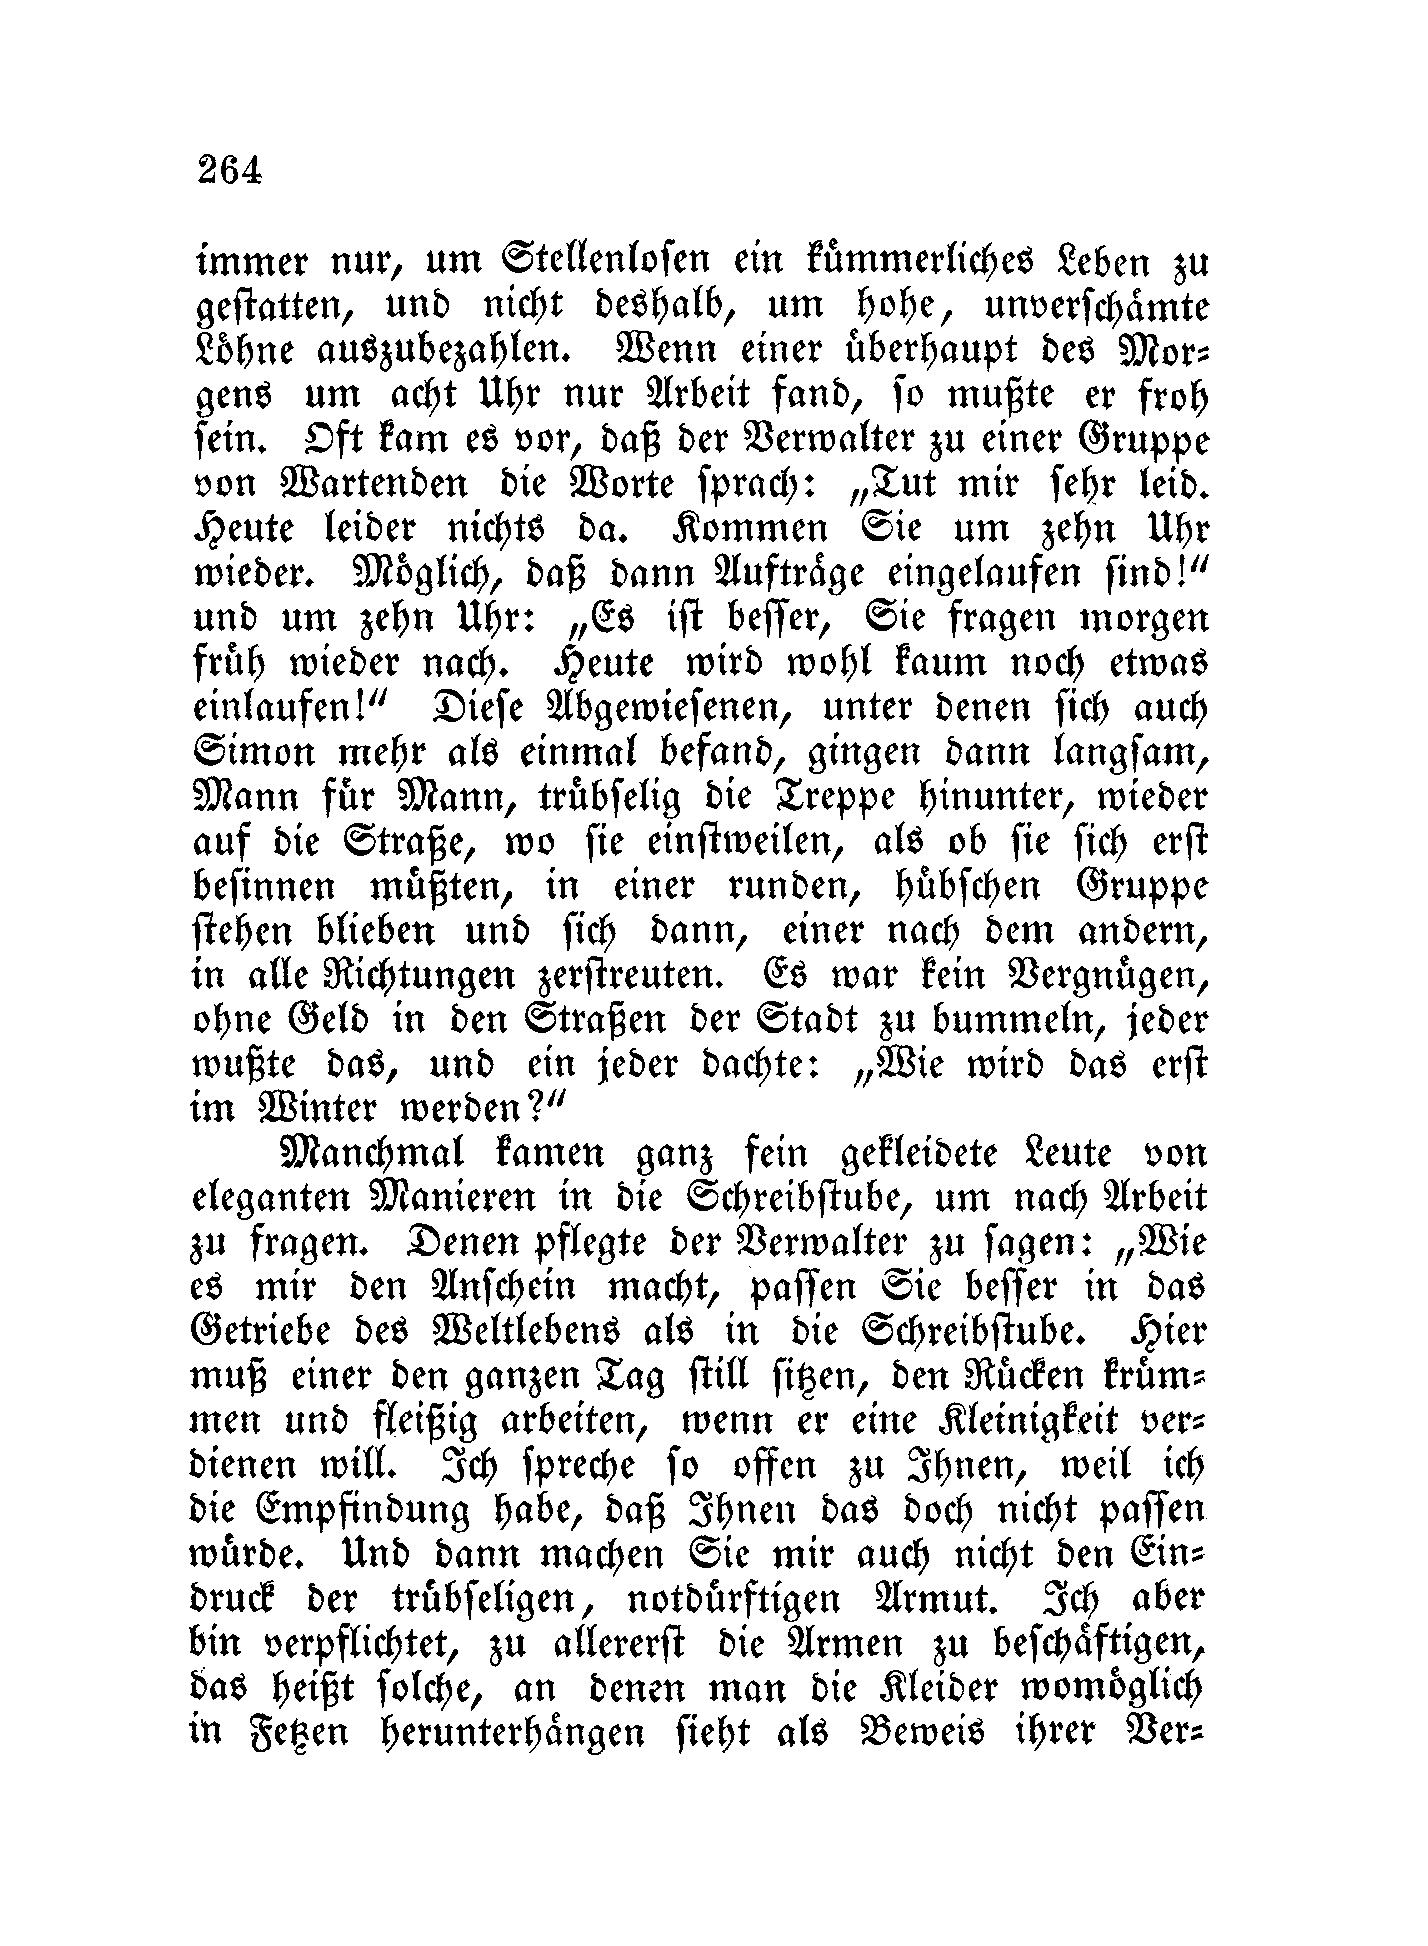 264
immer nur, um Stellenlosen ein kümmerliches Leben zu
gestatten, und nicht deshalb, um hohe, unverschämte
Löhne auszubezahlen. Wenn einer überhaupt des Mor-
gens um acht Uhr nur Arbeit fand, so mußte er froh
sein. Oft kam es vor, daß der Verwalter zu einer Gruppe
von Wartenden die Worte sprach: „Tut mir sehr leid.
Heute leider nichts da. Kommen Sie um zehn Uhr
wieder. Möglich, daß dann Aufträge eingelaufen sind!“
und um zehn Uhr: „Es ist besser, Sie fragen morgen
früh wieder nach. Heute wird wohl kaum noch etwas
einlaufen!“ Diese Abgewiesenen, unter denen sich auch
Simon mehr als einmal befand, gingen dann langsam,
Mann für Mann, trübselig die Treppe hinunter, wieder
auf die Straße, wo sie einstweilen, als ob sie sich erst
besinnen müßten, in einer runden, hübschen Gruppe
stehen blieben und sich dann, einer nach dem andern,
in alle Richtungen zerstreuten. Es war kein Vergnügen,
ohne Geld in den Straßen der Stadt zu bummeln, jeder
wußte das, und ein jeder dachte: „Wie wird das erst
im Winter werden?“
Manchmal kamen ganz fein gekleidete Leute von
eleganten Manieren in die Schreibstube, um nach Arbeit
zu fragen. Denen pflegte der Verwalter zu sagen: „Wie
es mir den Anschein macht, passen Sie besser in das
Getriebe des Weltlebens als in die Schreibstube. Hier
muß einer den ganzen Tag still sitzen, den Rücken krüm-
men und fleißig arbeiten, wenn er eine Kleinigkeit ver-
dienen will. Ich spreche so offen zu Ihnen, weil ich
die Empfindung habe, daß Ihnen das doch nicht passen
würde. Und dann machen Sie mir auch nicht den Ein-
druck der trübseligen, notdürftigen Armut. Ich aber
bin verpflichtet, zu allererst die Armen zu beschäftigen,
das heißt solche, an denen man die Kleider womöglich
in Fetzen herunterhängen sieht als Beweis ihrer Ver-